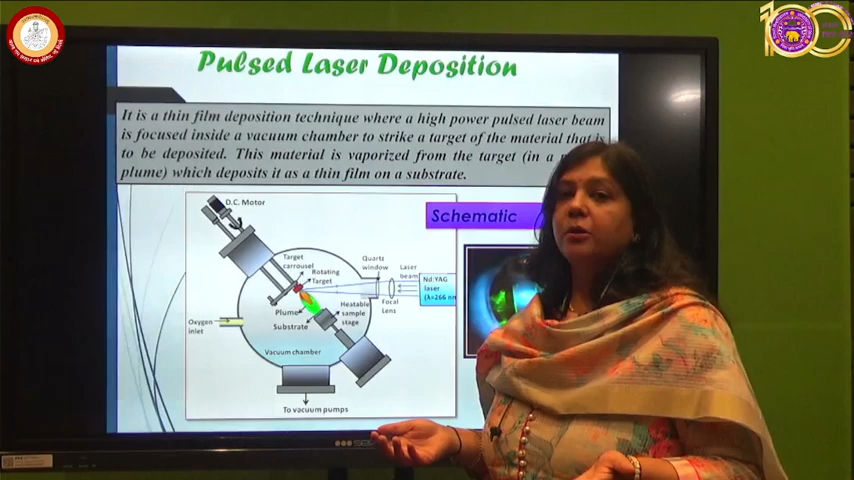 Pulsed Laser Deposition
It is a thin film deposition technique where a high power pulsed laser beam
is focused inside a vacuum chamber to strike a target of the material that is
to be deposited. This material is vaporized from the target (in a
plume) which deposits it as a thin film on a substrate.
D.C. Motor
Schematic
Target
carrousel
Rotating
Target
Quartz
window
Laser
beam
Nd:YAG
laser
(λ=266 nm
Focal
Lens
Plume
Substrate
Heatable
sample
stage
Oxygen
inlet
Vacuum chamber
To vacuum pumps
100